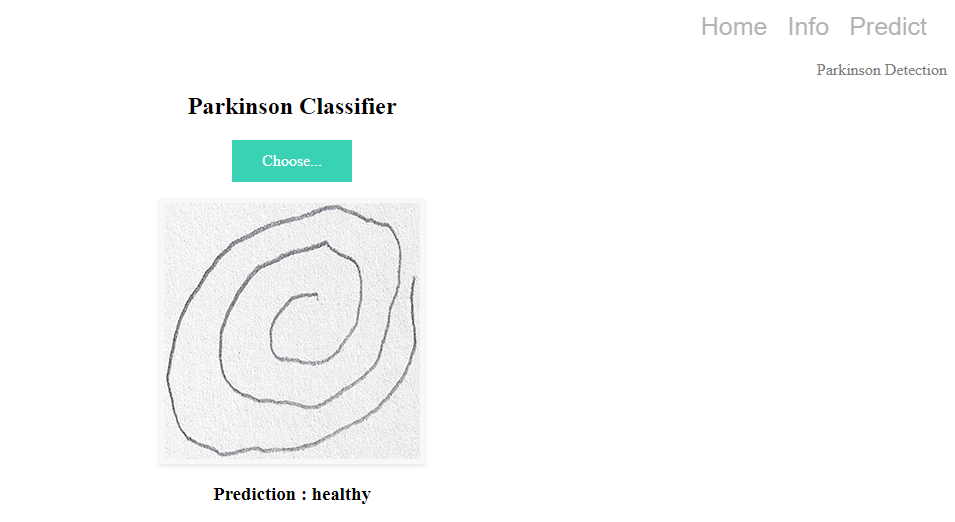 Home Info Predict
Parkinson Detection
Parkinson Classifier
Choose...
Prediction : healthy